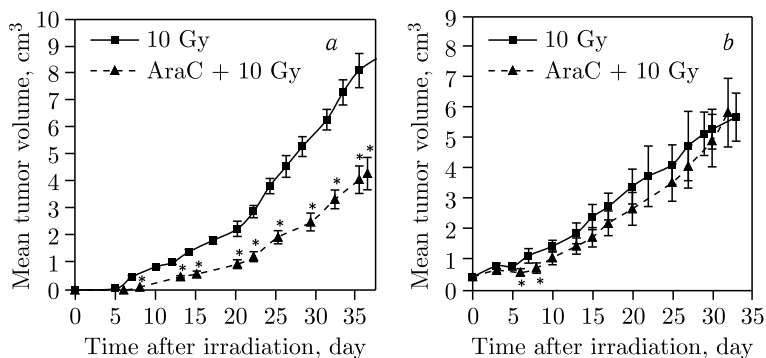 10 Gy
AraC + 10 Gy
a
Mean tumor volume, cm³
10
9
8
7
6
5
4
3
2
1
0
* * * * * * * * * *
0 5 10 15 20 25 30 35
Time after irradiation, day
10 Gy
AraC + 10 Gy
b
Mean tumor volume, cm³
9
8
7
6
5
4
3
2
1
0
* *
0 5 10 15 20 25 30 35
Time after irradiation, day